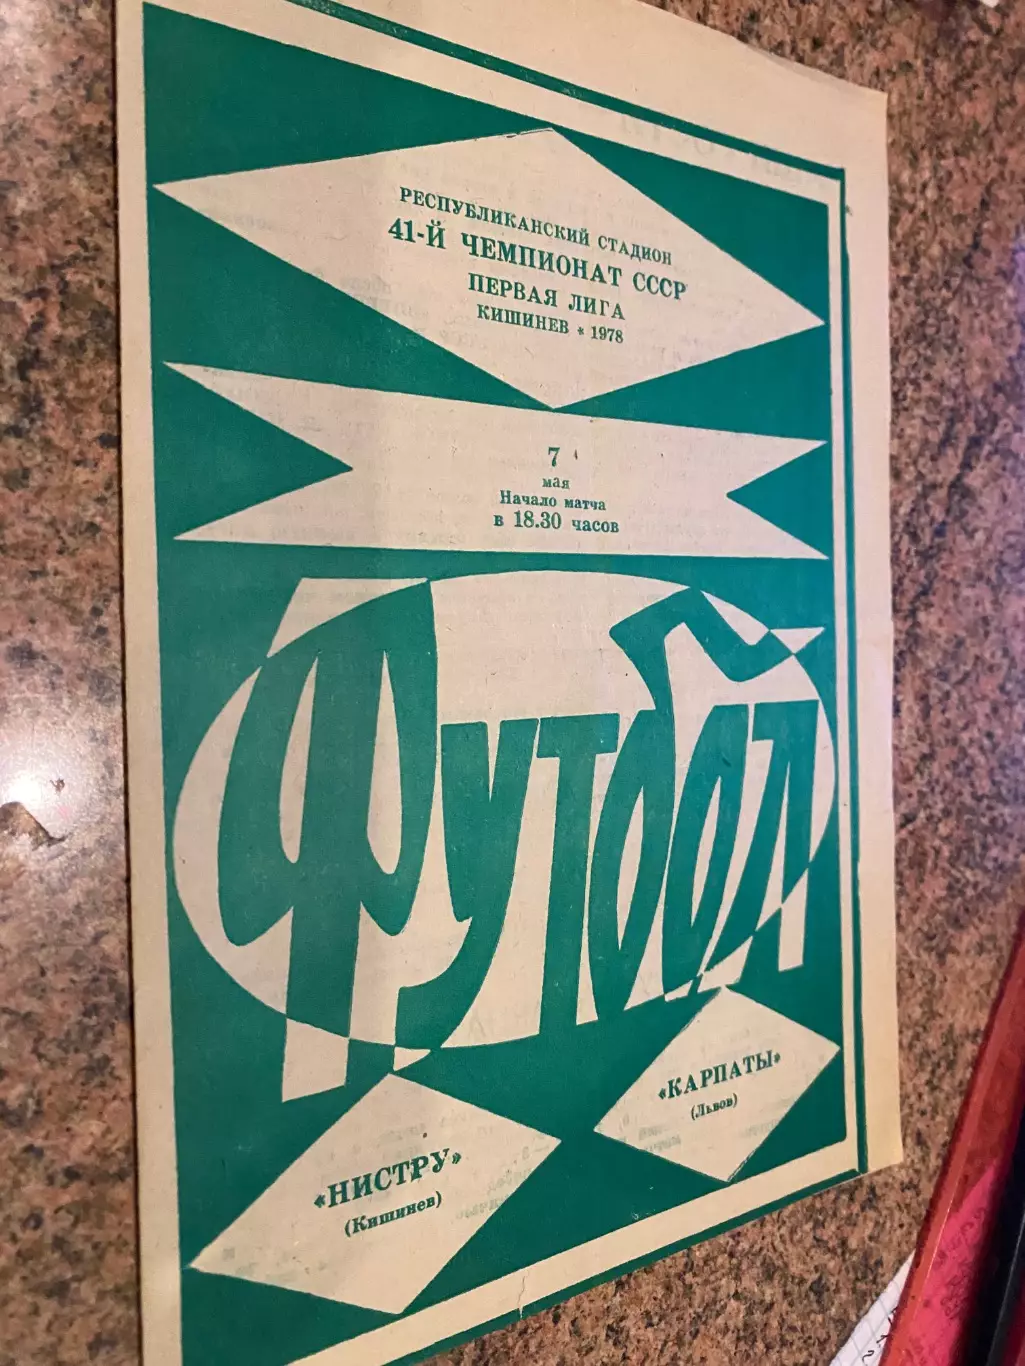 РЕСПУБЛИКАНСКИЙ СТАДИОН
41-Й ЧЕМПИОНАТ СССР
ПЕРВАЯ ЛИГА
КИШИНЕВ * 1978
7
мая
Начало матча
в 18.30 часов
Футбол
«НИСТРУ»
(Кишинев)
«КАРПАТЫ»
(Львов)